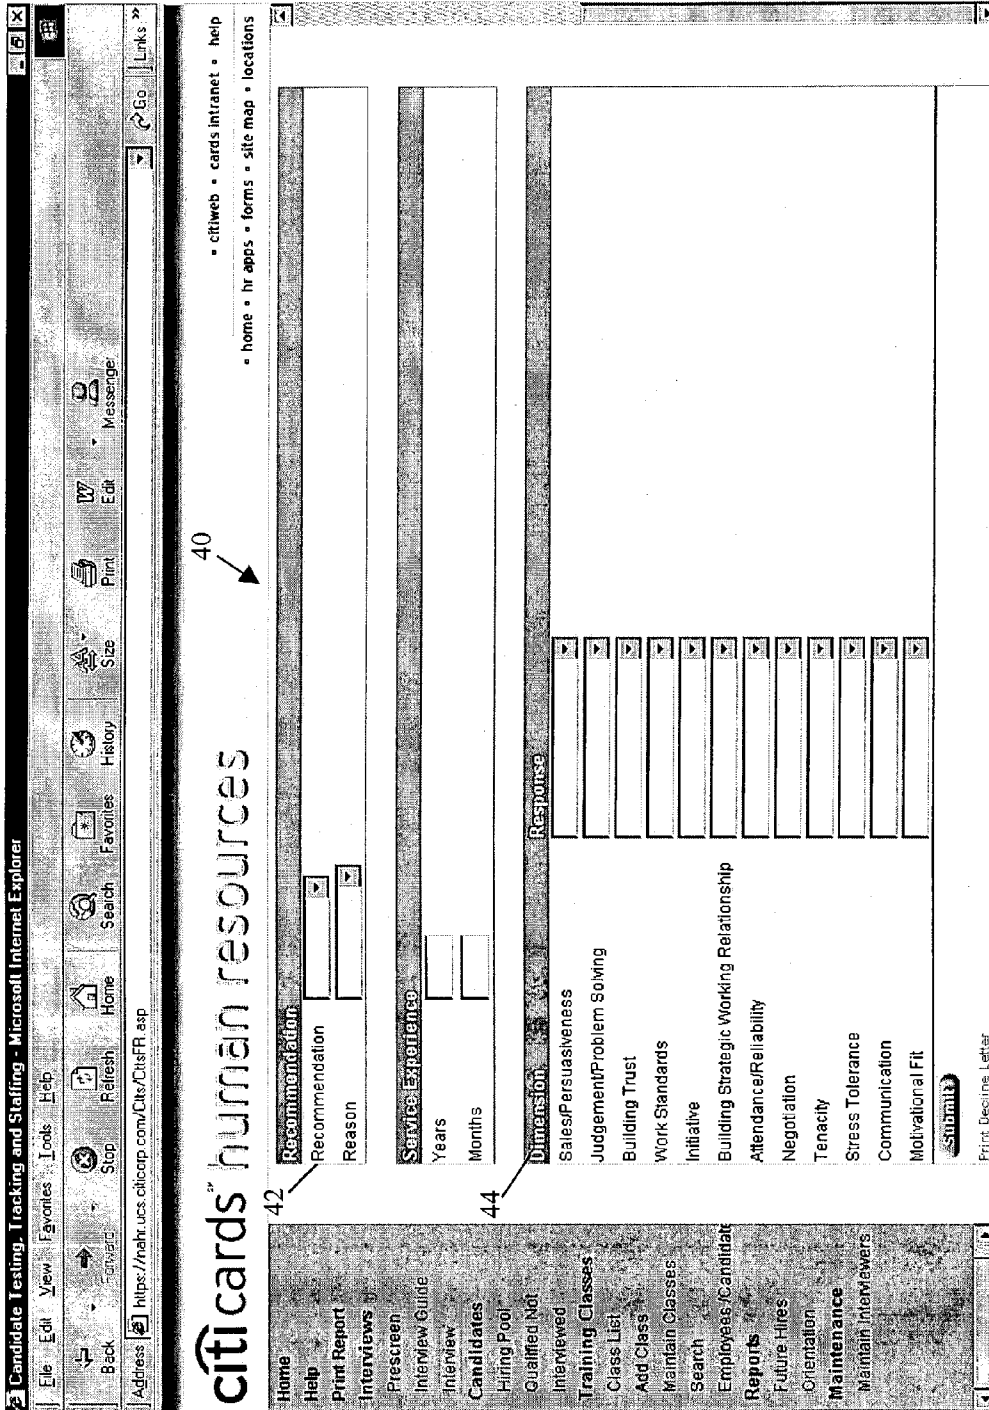 Candidate Testing, Tracking and Staffing - Microsoft Internet Explorer
File Edit View Favorites Tools Help
Back Forward Stop Refresh Home Search Favorites History Size Print Edit Messenger
Address https://nahr.ucs.citicorp.com/Ctts/CttsFR.asp Go Links »
citicards℠ human resources
▪ citiweb ▪ cards intranet ▪ help
▪ home ▪ hr apps ▪ forms ▪ site map ▪ locations
40
Home
Help
Print Report
Interviews
Prescreen
Interview Guide
Interview
Candidates
Hiring Pool
Qualified Not
Interviewed
Training Classes
Class List
Add Class
Maintain Classes
Search
Employees/Candidate
Reports
Future Hires
Orientation
Maintenance
Maintain Interviewers
42
Recommendation
Recommendation
Reason
Service Experience
Years
Months
44
Dimension Response
Sales/Persuasiveness
Judgement/Problem Solving
Building Trust
Work Standards
Initiative
Building Strategic Working Relationship
Attendance/Reliability
Negotiation
Tenacity
Stress Tolerance
Communication
Motivational Fit
Submit
Print Decline Letter